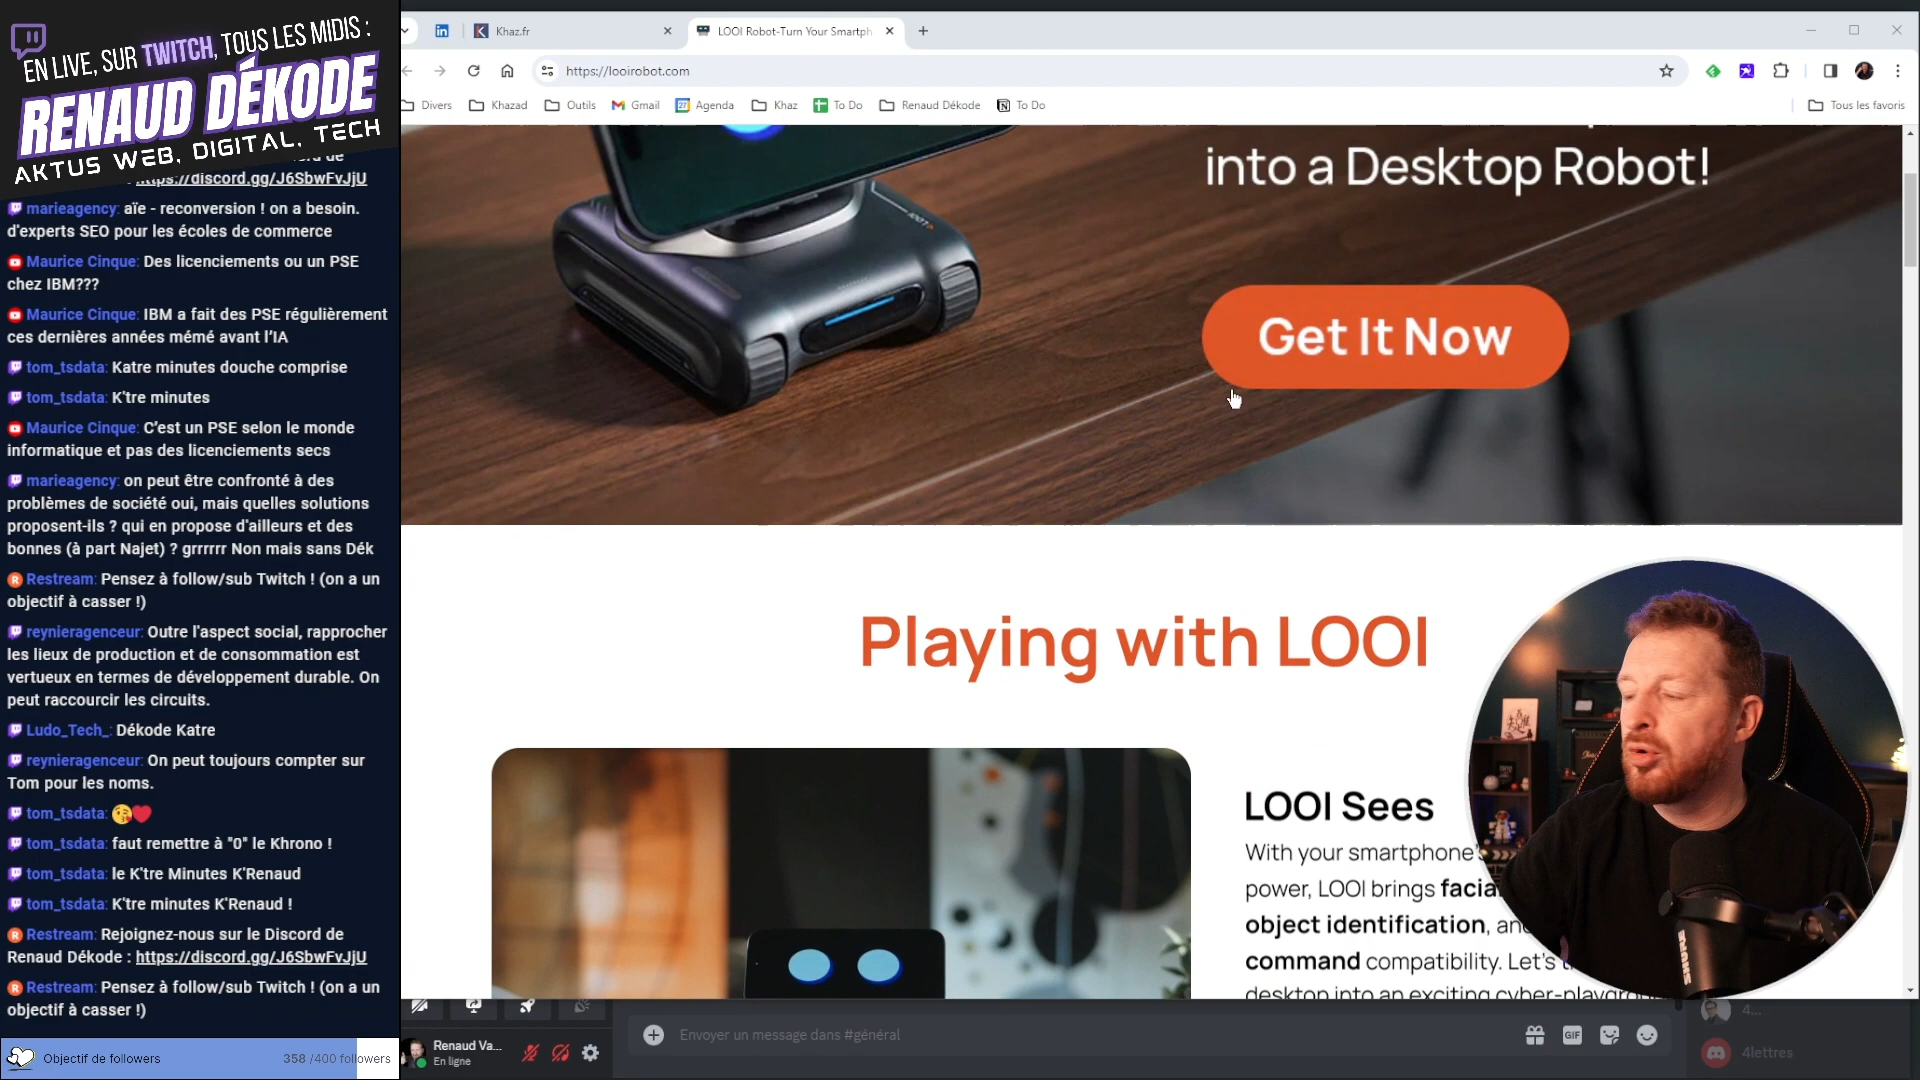 EN LIVE, SUR TWITCH, TOUS LES MIDIS :
RENAUD DÉKODE
AKTUS WEB, DIGITAL, TECH
https://discord.gg/J6SbwFvJjU
marieagency: aïe - reconversion ! on a besoin.
d'experts SEO pour les écoles de commerce
Maurice Cinque: Des licenciements ou un PSE
chez IBM???
Maurice Cinque: IBM a fait des PSE régulièrement
ces dernières années mémé avant l'IA
tom_tsdata: Katre minutes douche comprise
tom_tsdata: K'tre minutes
Maurice Cinque: C'est un PSE selon le monde
informatique et pas des licenciements secs
marieagency: on peut être confronté à des
problèmes de société oui, mais quelles solutions
proposent-ils ? qui en propose d'ailleurs et des
bonnes (à part Najet) ? grrrrrr Non mais sans Dék
Restream: Pensez à follow/sub Twitch ! (on a un
objectif à casser !)
reynieragenceur: Outre l'aspect social, rapprocher
les lieux de production et de consommation est
vertueux en termes de développement durable. On
peut raccourcir les circuits.
Ludo_Tech_: Dékode Katre
reynieragenceur: On peut toujours compter sur
Tom pour les noms.
tom_tsdata: 😘❤️
tom_tsdata: faut remettre à "0" le Khrono !
tom_tsdata: le K'tre Minutes K'Renaud
tom_tsdata: K'tre minutes K'Renaud !
Restream: Rejoignez-nous sur le Discord de
Renaud Dékode : https://discord.gg/J6SbwFvJjU
Restream: Pensez à follow/sub Twitch ! (on a un
objectif à casser !)
Objectif de followers 358 /400 followers
Khaz.fr
LOOI Robot-Turn Your Smartph
https://looirobot.com
Divers Khazad Outils Gmail Agenda Khaz To Do Renaud Dékode To Do Tous les favoris
into a Desktop Robot!
Get It Now
Playing with LOOI
LOOI Sees
With your smartphone's
power, LOOI brings facia
object identification, and
command compatibility. Let's
desktop into an exciting cyber-playgrou
Renaud Va...
En ligne
Envoyer un message dans #général
GIF
4...
4lettres